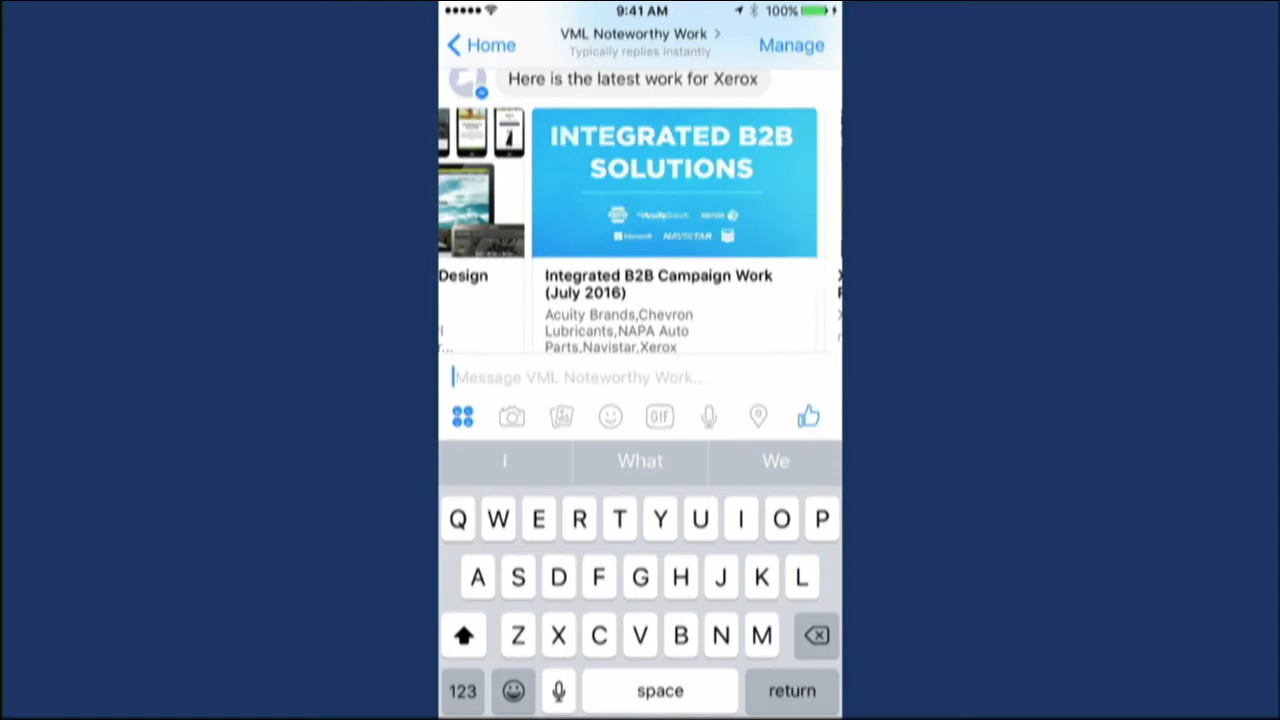 9:41 AM
100%
Home
VML Noteworthy Work
Manage
Typically replies instantly
Here is the latest work for Xerox
INTEGRATED B2B
SOLUTIONS
Microsoft NAVISTAR
Design
Integrated B2B Campaign Work
(July 2016)
Acuity Brands,Chevron
Lubricants,NAPA Auto
Parts,Navistar,Xerox
Message VML Noteworthy Work...
GIF
I What We
Q W E R T Y U I O P
A S D F G H J K L
Z X C V B N M
123 space return